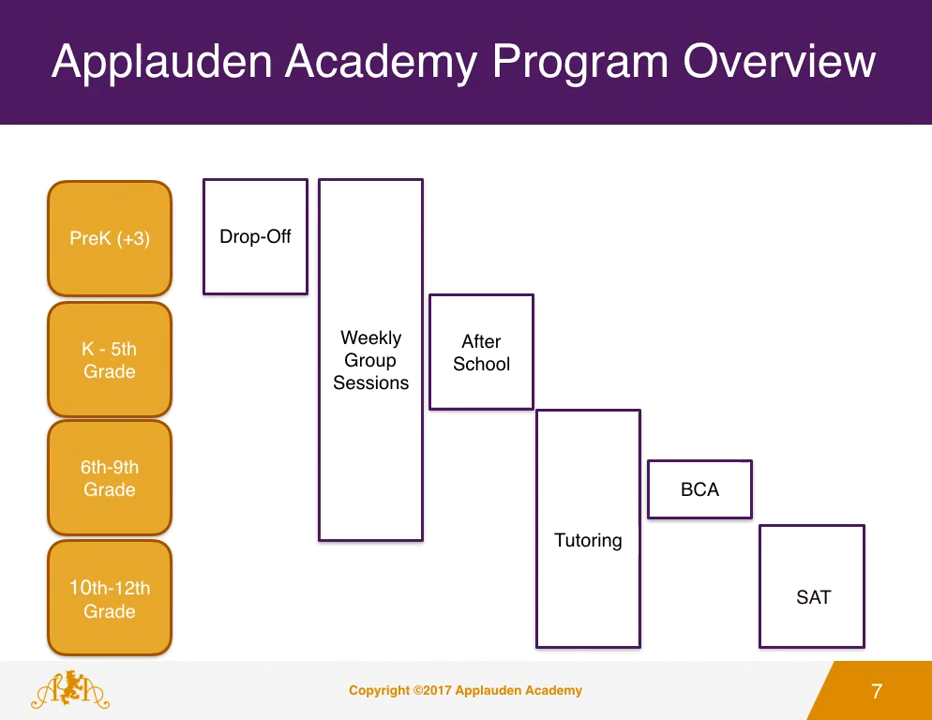 Applauden Academy Program Overview
PreK (+3)
Drop-Off
Weekly
Group
Sessions
After
School
K - 5th
Grade
6th-9th
Grade
BCA
Tutoring
10th-12th
Grade
SAT
Copyright ©2017 Applauden Academy
7